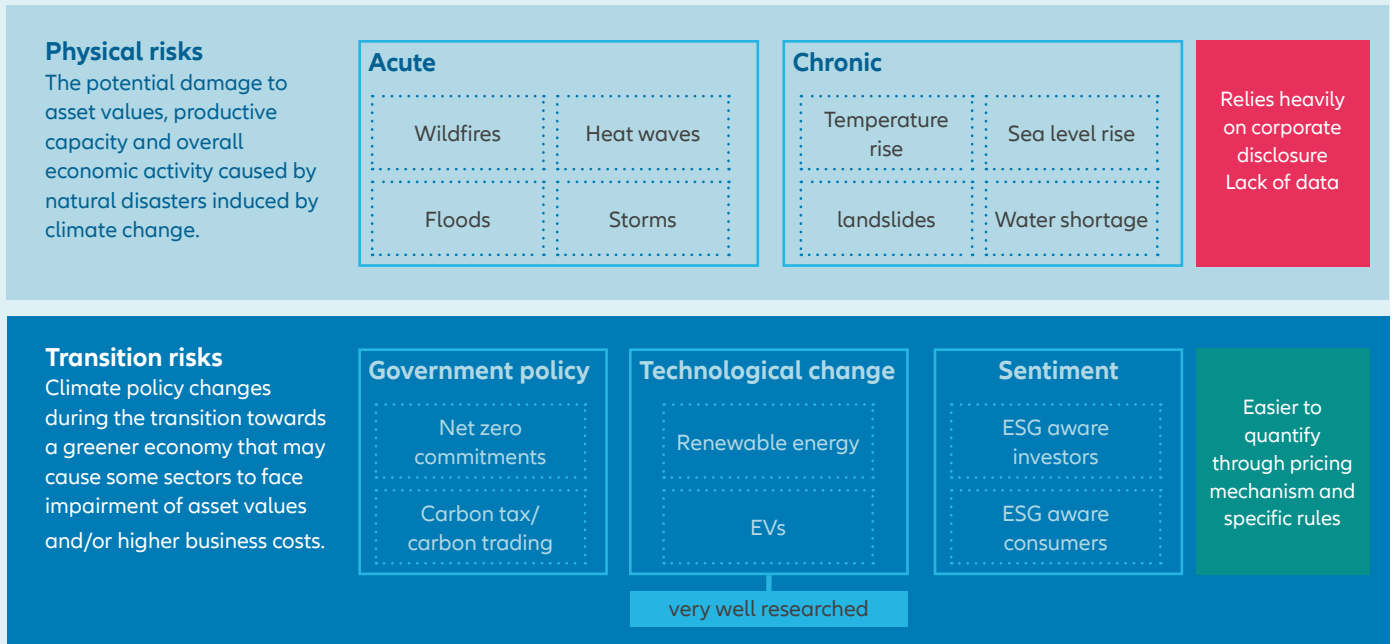 Physical risks
The potential damage to
asset values, productive
capacity and overall
economic activity caused by
natural disasters induced by
climate change.
Acute
Wildfires
Heat waves
Floods
Storms
Chronic
Temperature
rise
Sea level rise
landslides
Water shortage
Relies heavily
on corporate
disclosure
Lack of data
Transition risks
Climate policy changes
during the transition towards
a greener economy that may
cause some sectors to face
impairment of asset values
and/or higher business costs.
Government policy
Net zero
commitments
Carbon tax/
carbon trading
Technological change
Renewable energy
EVs
very well researched
Sentiment
ESG aware
investors
ESG aware
consumers
Easier to
quantify
through pricing
mechanism and
specific rules